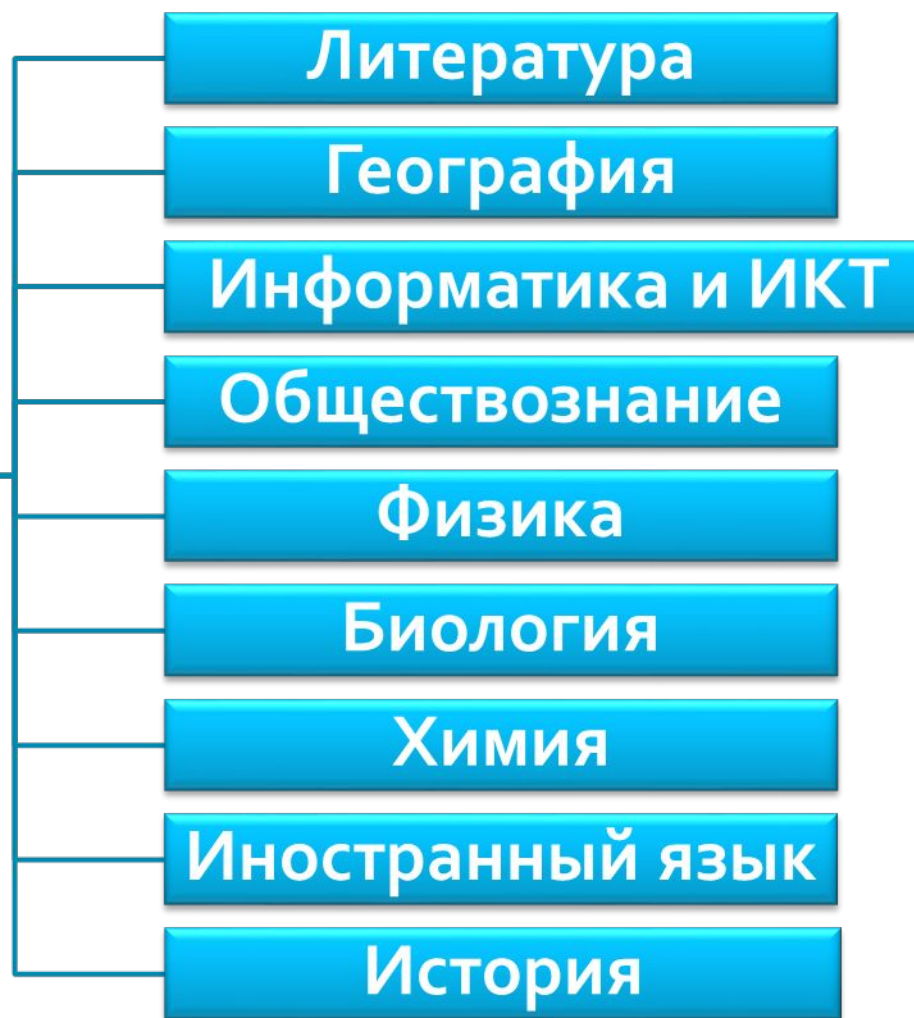 Литература
География
Информатика и ИКТ
Обществознание
Физика
Биология
Химия
Иностранный язык
История